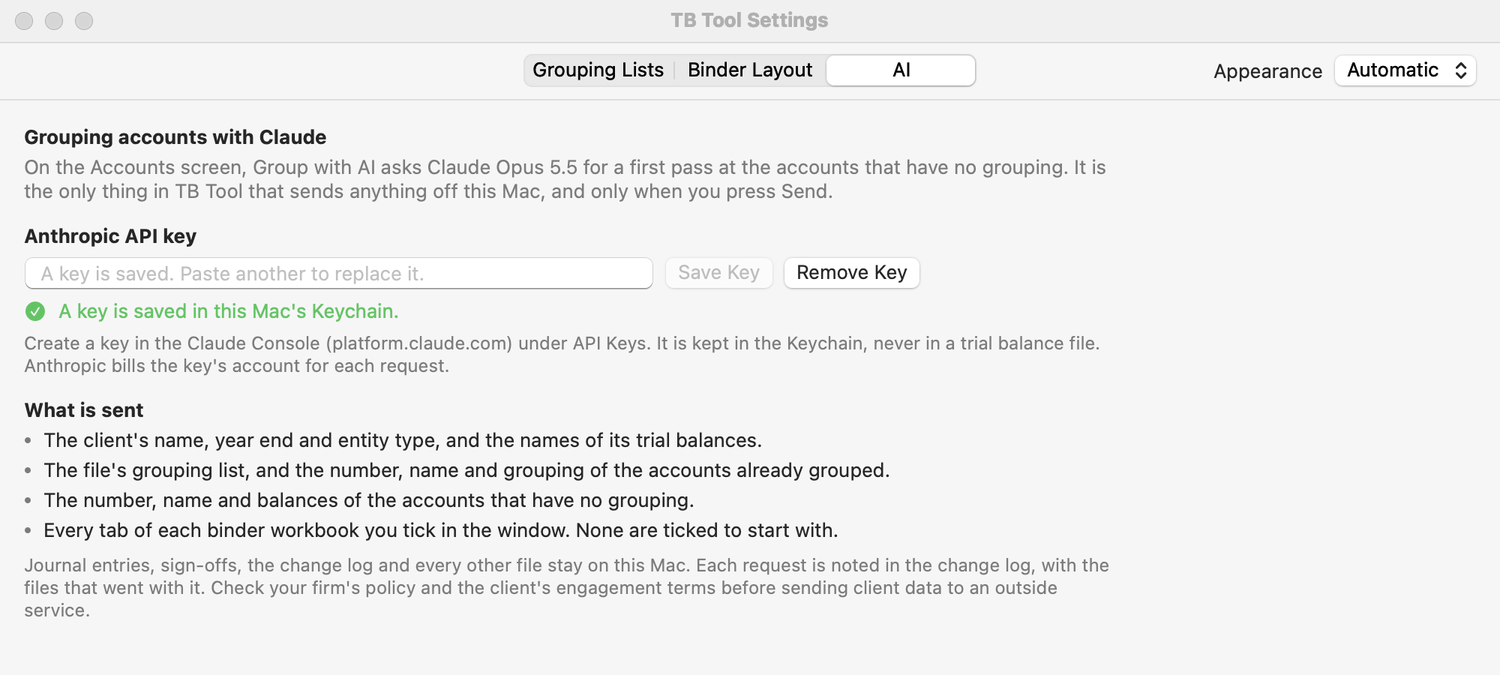 TB Tool Settings
Grouping Lists
Binder Layout
AI
Appearance
Automatic
Grouping accounts with Claude
On the Accounts screen, Group with AI asks Claude Opus 5.5 for a first pass at the accounts that have no grouping. It is
the only thing in TB Tool that sends anything off this Mac, and only when you press Send.
Anthropic API key
A key is saved. Paste another to replace it.
Save Key
Remove Key
A key is saved in this Mac's Keychain.
Create a key in the Claude Console (platform.claude.com) under API Keys. It is kept in the Keychain, never in a trial balance file.
Anthropic bills the key's account for each request.
What is sent
• The client's name, year end and entity type, and the names of its trial balances.
• The file's grouping list, and the number, name and grouping of the accounts already grouped.
• The number, name and balances of the accounts that have no grouping.
• Every tab of each binder workbook you tick in the window. None are ticked to start with.
Journal entries, sign-offs, the change log and every other file stay on this Mac. Each request is noted in the change log, with the
files that went with it. Check your firm's policy and the client's engagement terms before sending client data to an outside
service.